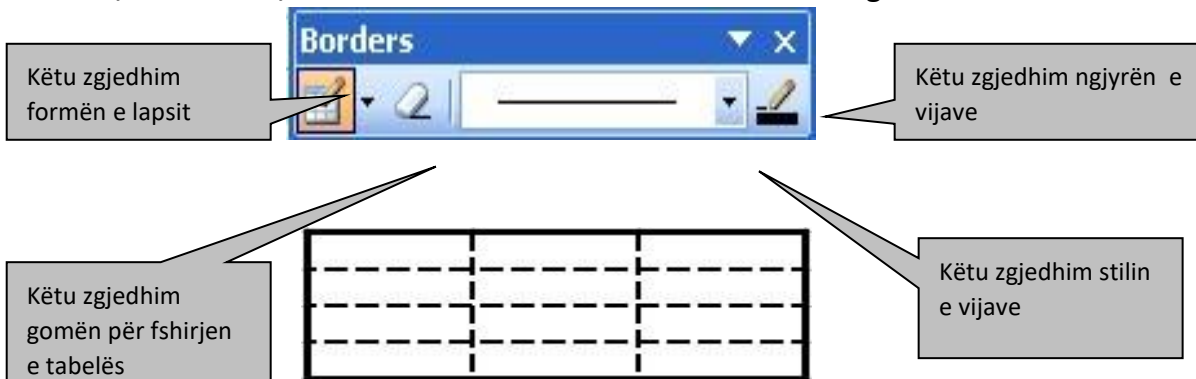 Borders
Këtu zgjedhim
formën e lapsit
Këtu zgjedhim ngjyrën e
vijave
Këtu zgjedhim
gomën për fshirjen
e tabelës
Këtu zgjedhim stilin
e vijave